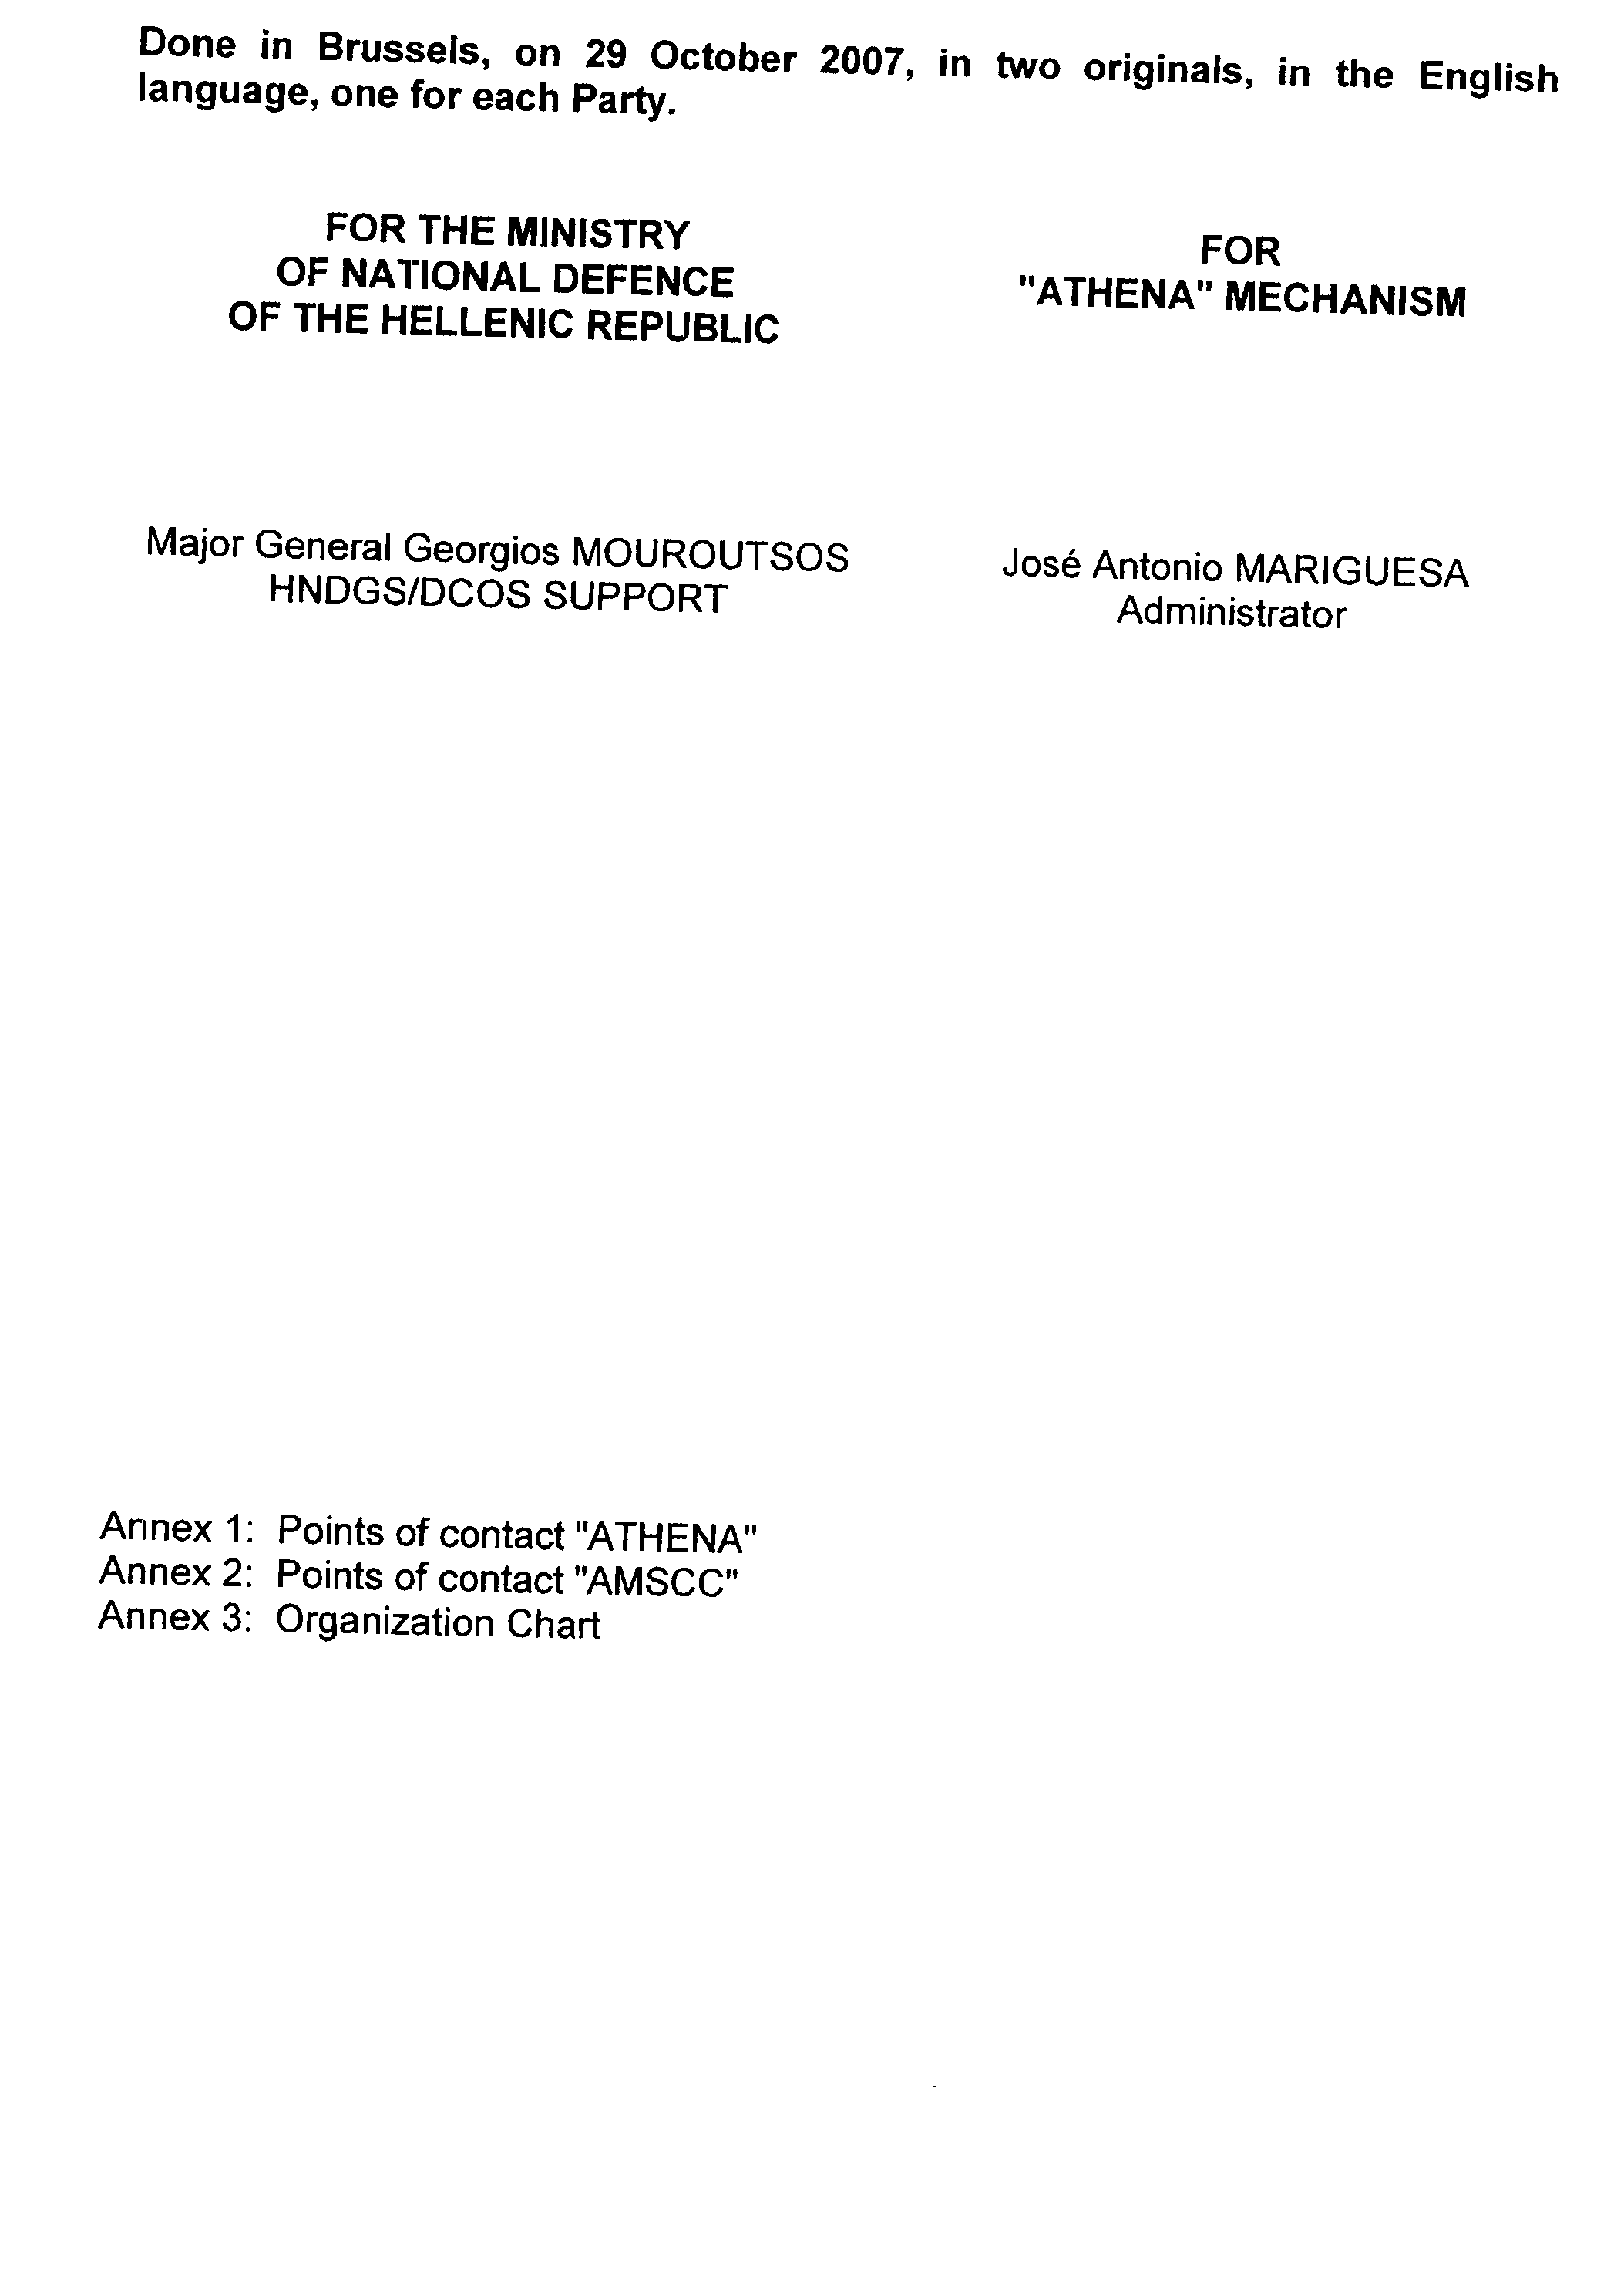 Done in Brussels, on 29 October 2007, in two originals, in the English
language, one for each Party.
FOR THE MINISTRY
OF NATIONAL DEFENCE
OF THE HELLENIC REPUBLIC
FOR
"ATHENA" MECHANISM
Major General Georgios MOUROUTSOS
HNDGS/DCOS SUPPORT
José Antonio MARIGUESA
Administrator
Annex 1: Points of contact "ATHENA"
Annex 2: Points of contact "AMSCC"
Annex 3: Organization Chart